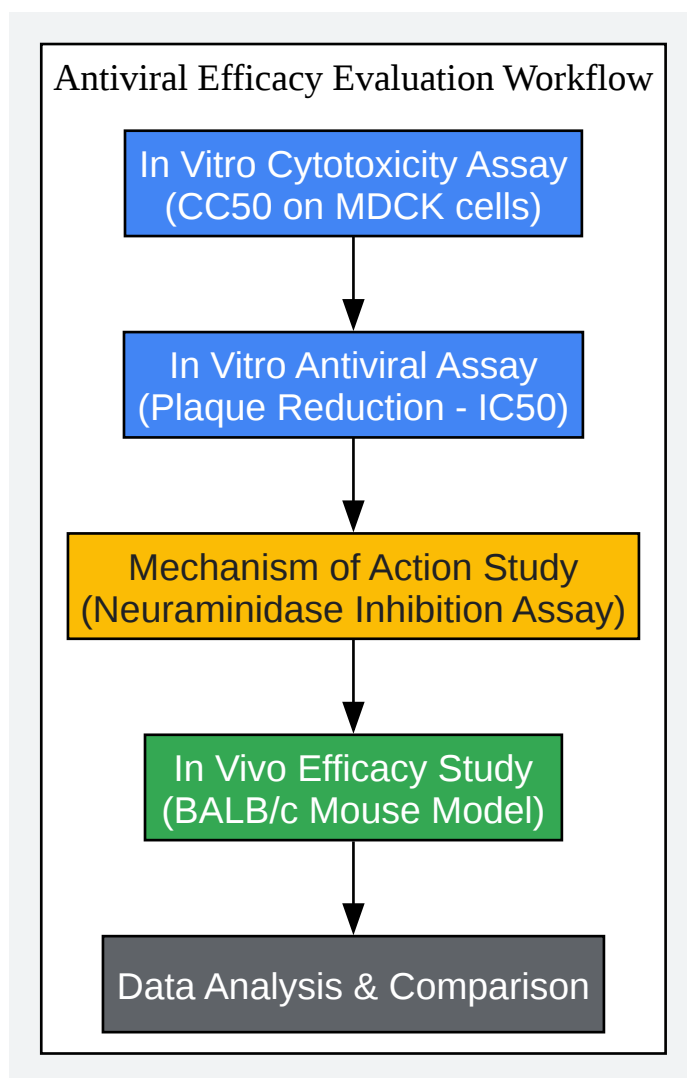 Antiviral Efficacy Evaluation Workflow
In Vitro Cytotoxicity Assay
(CC50 on MDCK cells)
In Vitro Antiviral Assay
(Plaque Reduction - IC50)
Mechanism of Action Study
(Neuraminidase Inhibition Assay)
In Vivo Efficacy Study
(BALB/c Mouse Model)
Data Analysis & Comparison